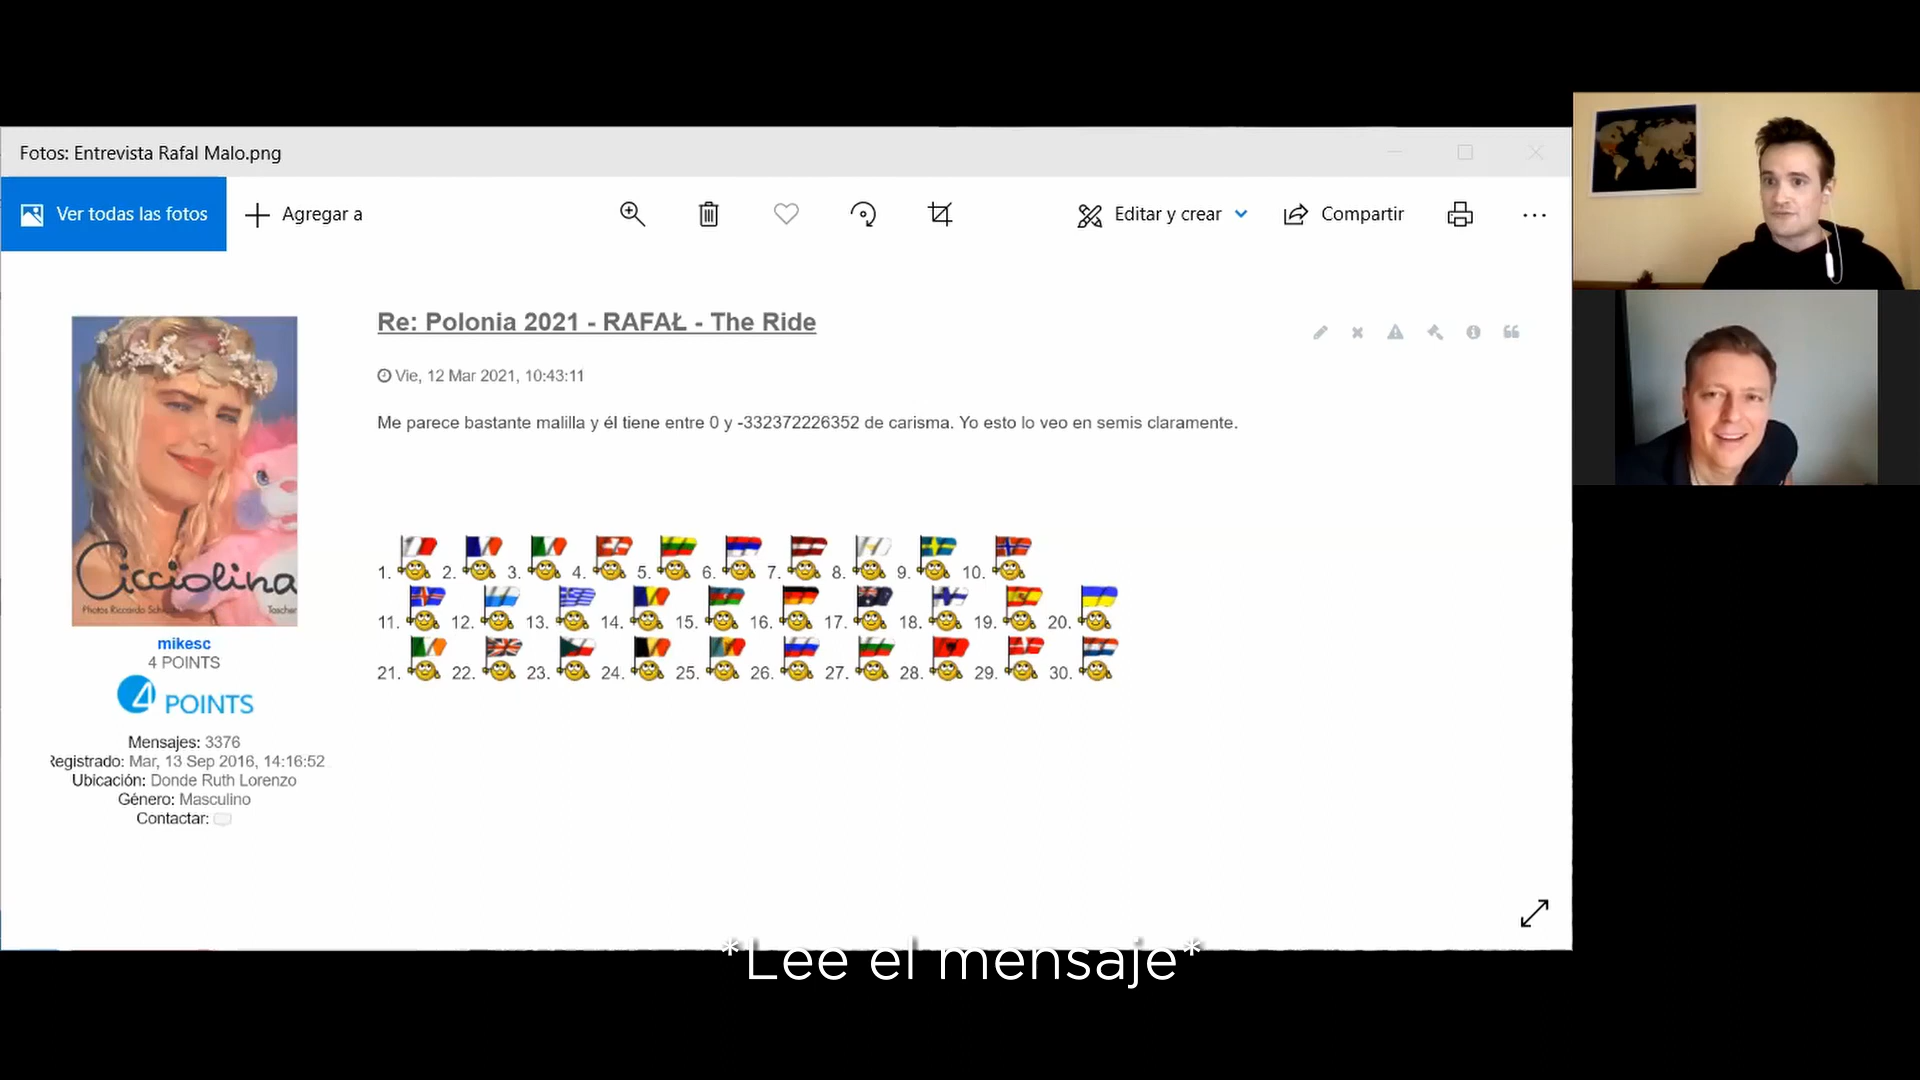 Fotos: Entrevista Rafal Malo.png
Ver todas las fotos
Agregar a
Editar y crear
Compartir
Re: Polonia 2021 - RAFAŁ - The Ride
Vie, 12 Mar 2021, 10:43:11
Me parece bastante malilla y él tiene entre 0 y -332372226352 de carisma. Yo esto lo veo en semis claramente.
Cicciolina
Photos Riccardo
Taschen
mikesc
4 POINTS
4 POINTS
Mensajes: 3376
Registrado: Mar, 13 Sep 2016, 14:16:52
Ubicación: Donde Ruth Lorenzo
Género: Masculino
Contactar:
1. 2. 3. 4. 5. 6. 7. 8. 9. 10.
11. 12. 13. 14. 15. 16. 17. 18. 19. 20.
21. 22. 23. 24. 25. 26. 27. 28. 29. 30.
*Lee el mensaje*